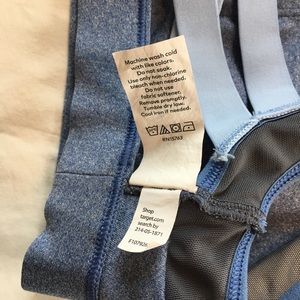 Machine wash cold
with like colors.
Do not soak.
Use only non-chlorine
bleach when needed.
Do not use
fabric softener.
Remove promptly.
Tumble dry low.
Cool iron if needed.
RN15763
Shop
target.com
search by
214-05-1871
F107926